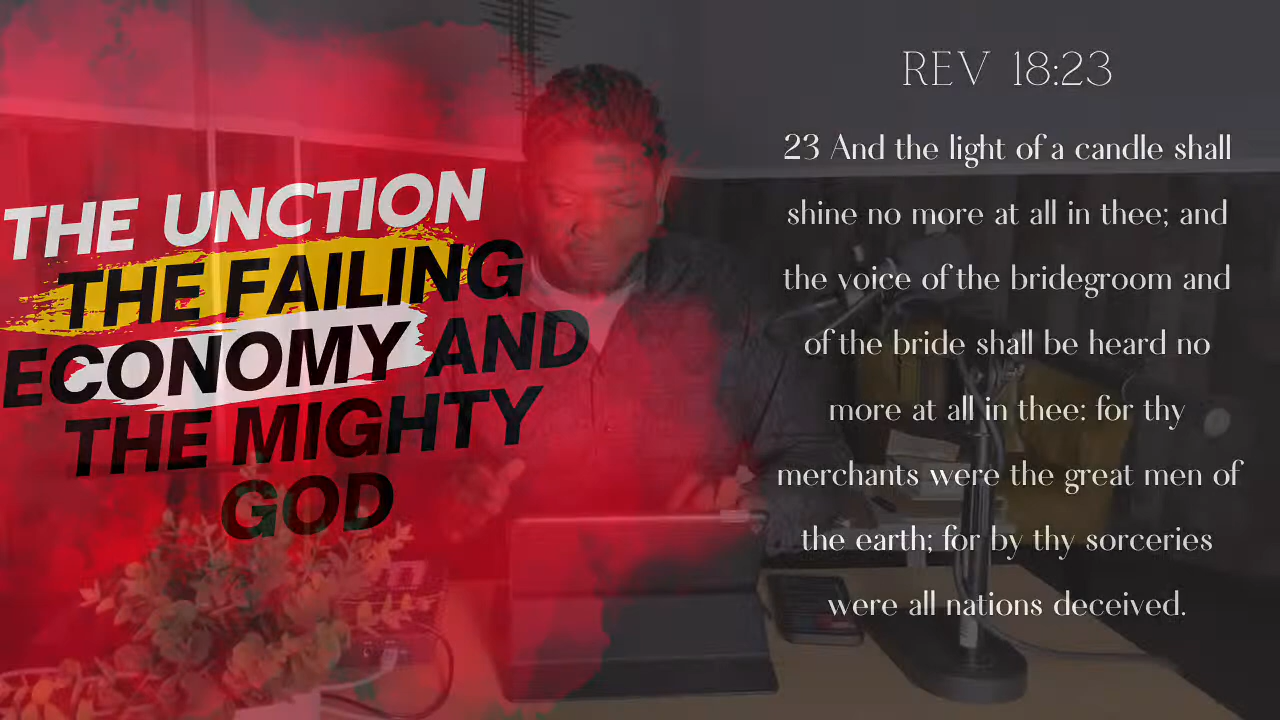 THE UNCTION
THE FAILING
ECONOMY AND
THE MIGHTY
GOD
REV 18:23
23 And the light of a candle shall
shine no more at all in thee; and
the voice of the bridegroom and
of the bride shall be heard no
more at all in thee: for thy
merchants were the great men of
the earth; for by thy sorceries
were all nations deceived.